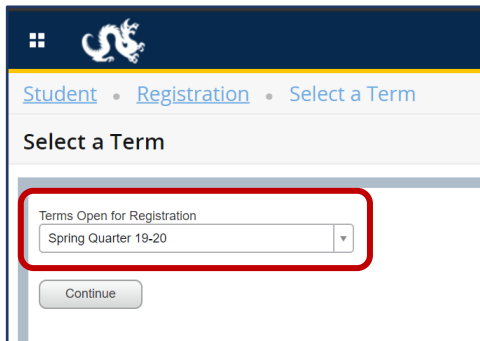 Student • Registration • Select a Term
Select a Term
Terms Open for Registration
Spring Quarter 19-20
Continue